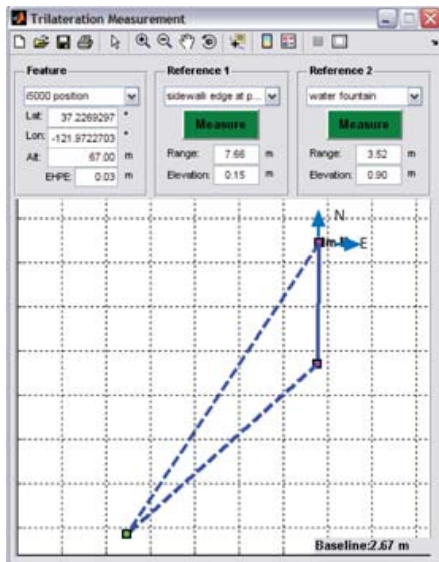 Trilateration Measurement
Feature
Reference 1
Reference 2
i5000 position
sidewalk edge at p...
water fountain
Lat: 37.2269297 °
Measure
Measure
Lon: -121.9722703 °
Range: 7.66 m
Range: 3.52 m
Alt: 67.00 m
Elevation: 0.15 m
Elevation: 0.90 m
EHPE: 0.03 m
N
E
Baseline:2.67 m